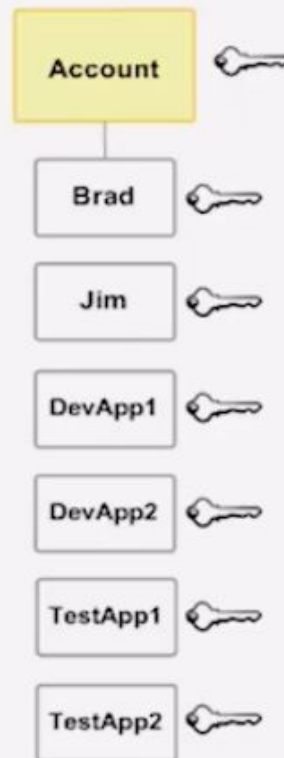 Account
Brad
Jim
DevApp1
DevApp2
TestApp1
TestApp2